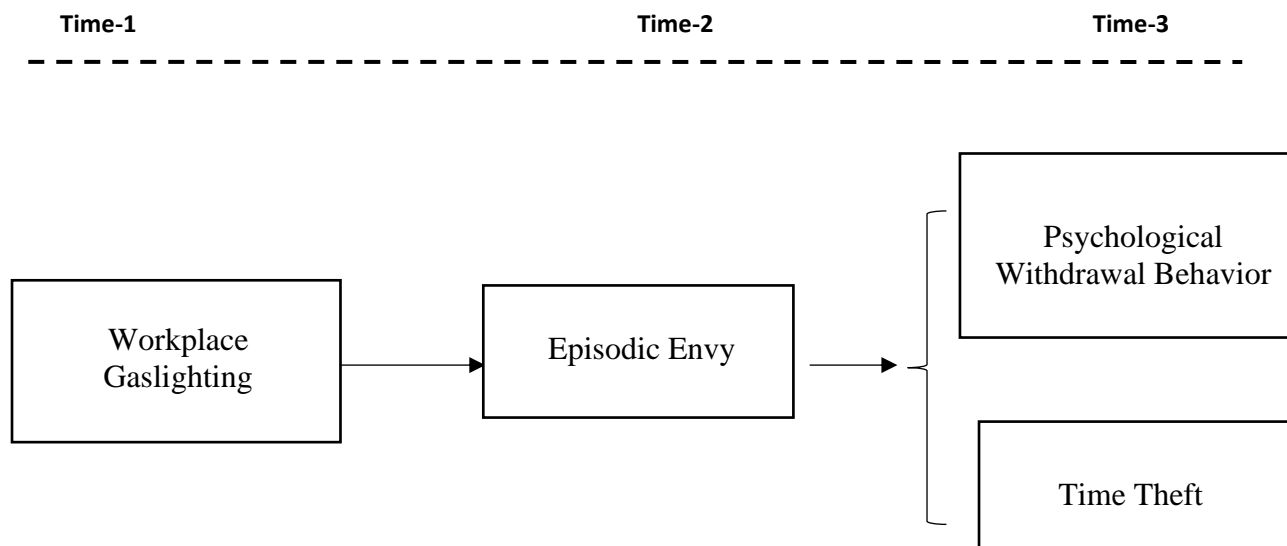 Time-1
Time-2
Time-3
Psychological
Withdrawal Behavior
Workplace
Gaslighting
Episodic Envy
Time Theft